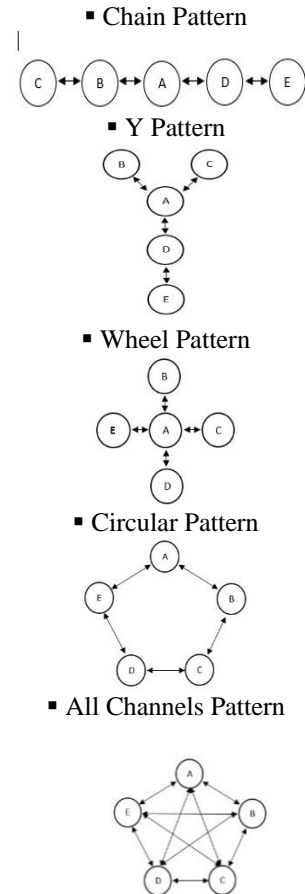 ▪ Chain Pattern
C B A D E
▪ Y Pattern
B C
A
D
E
▪ Wheel Pattern
B
E A C
D
▪ Circular Pattern
A
E B
D C
▪ All Channels Pattern
A
E B
D C